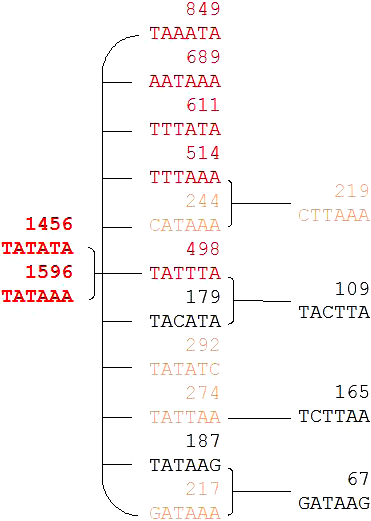 1456
TATATA
1596
TATAAA
849
TAAATA
689
AATAAA
611
TTTATA
514
TTTAAA
244
CATAAA
498
TATTTA
179
TACATA
292
TATATC
274
TATTAA
187
TATAAG
217
GATAAA
219
CTTAAA
109
TACTTA
165
TCTTAA
67
GATAAG